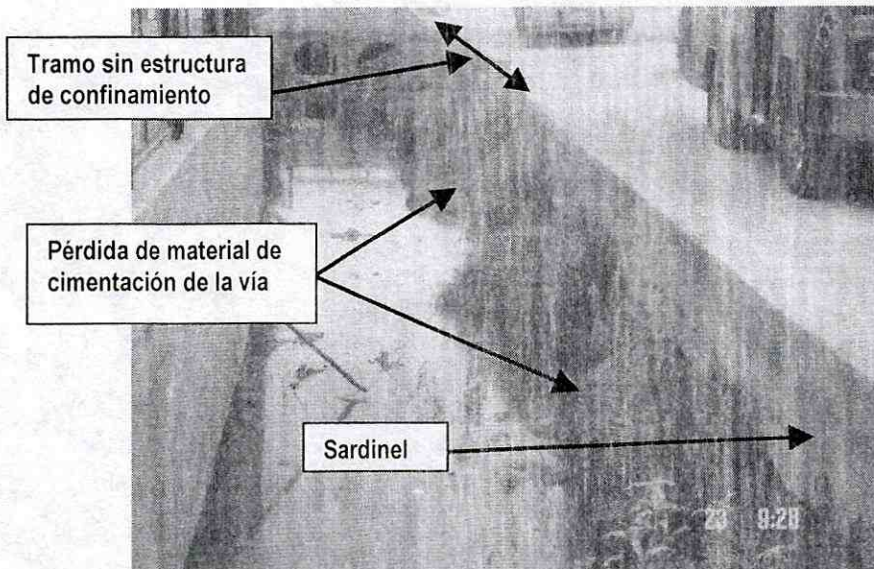 Tramo sin estructura
de confinamiento
Pérdida de material de
cimentación de la vía
Sardinel
23 9:28